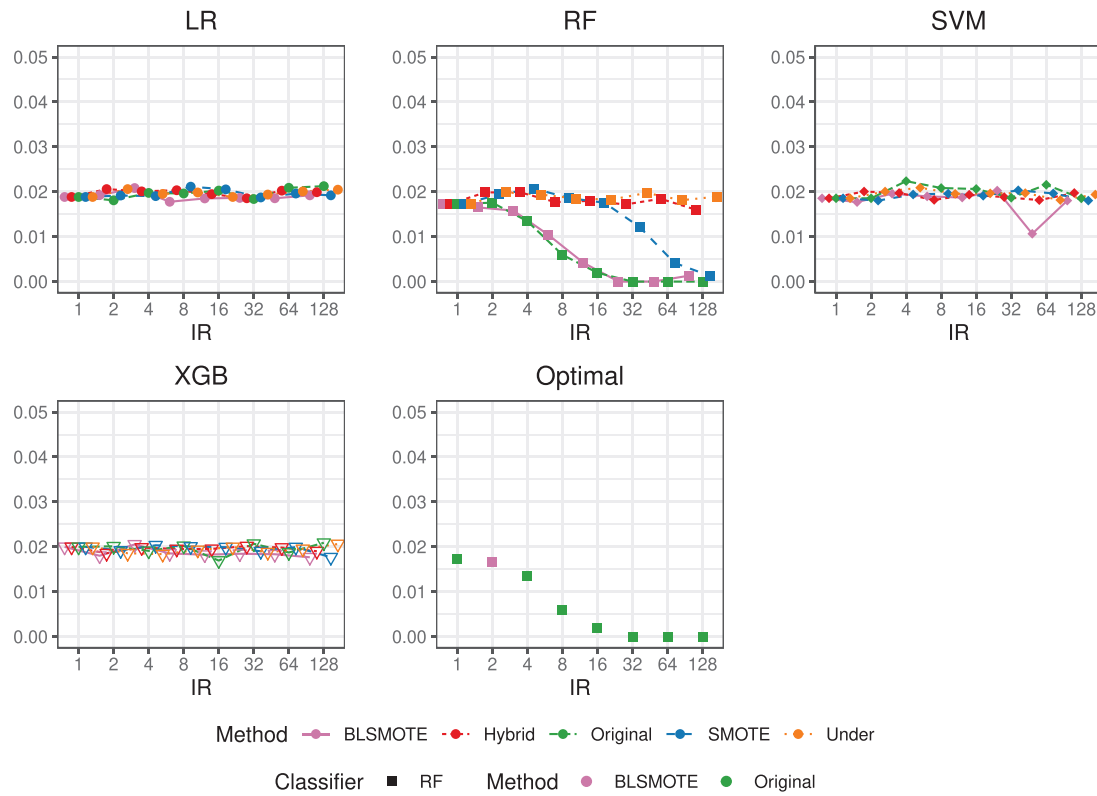 LR RF SVM
0.05 0.05 0.05
0.04 0.04 0.04
0.03 0.03 0.03
0.02 0.02 0.02
0.01 0.01 0.01
0.00 0.00 0.00
1 2 4 8 16 32 64 128 1 2 4 8 16 32 64 128 1 2 4 8 16 32 64 128
IR IR IR
XGB Optimal
0.05 0.05
0.04 0.04
0.03 0.03
0.02 0.02
0.01 0.01
0.00 0.00
1 2 4 8 16 32 64 128 1 2 4 8 16 32 64 128
IR IR
Method BLSMOTE Hybrid Original SMOTE Under
Classifier RF Method BLSMOTE Original